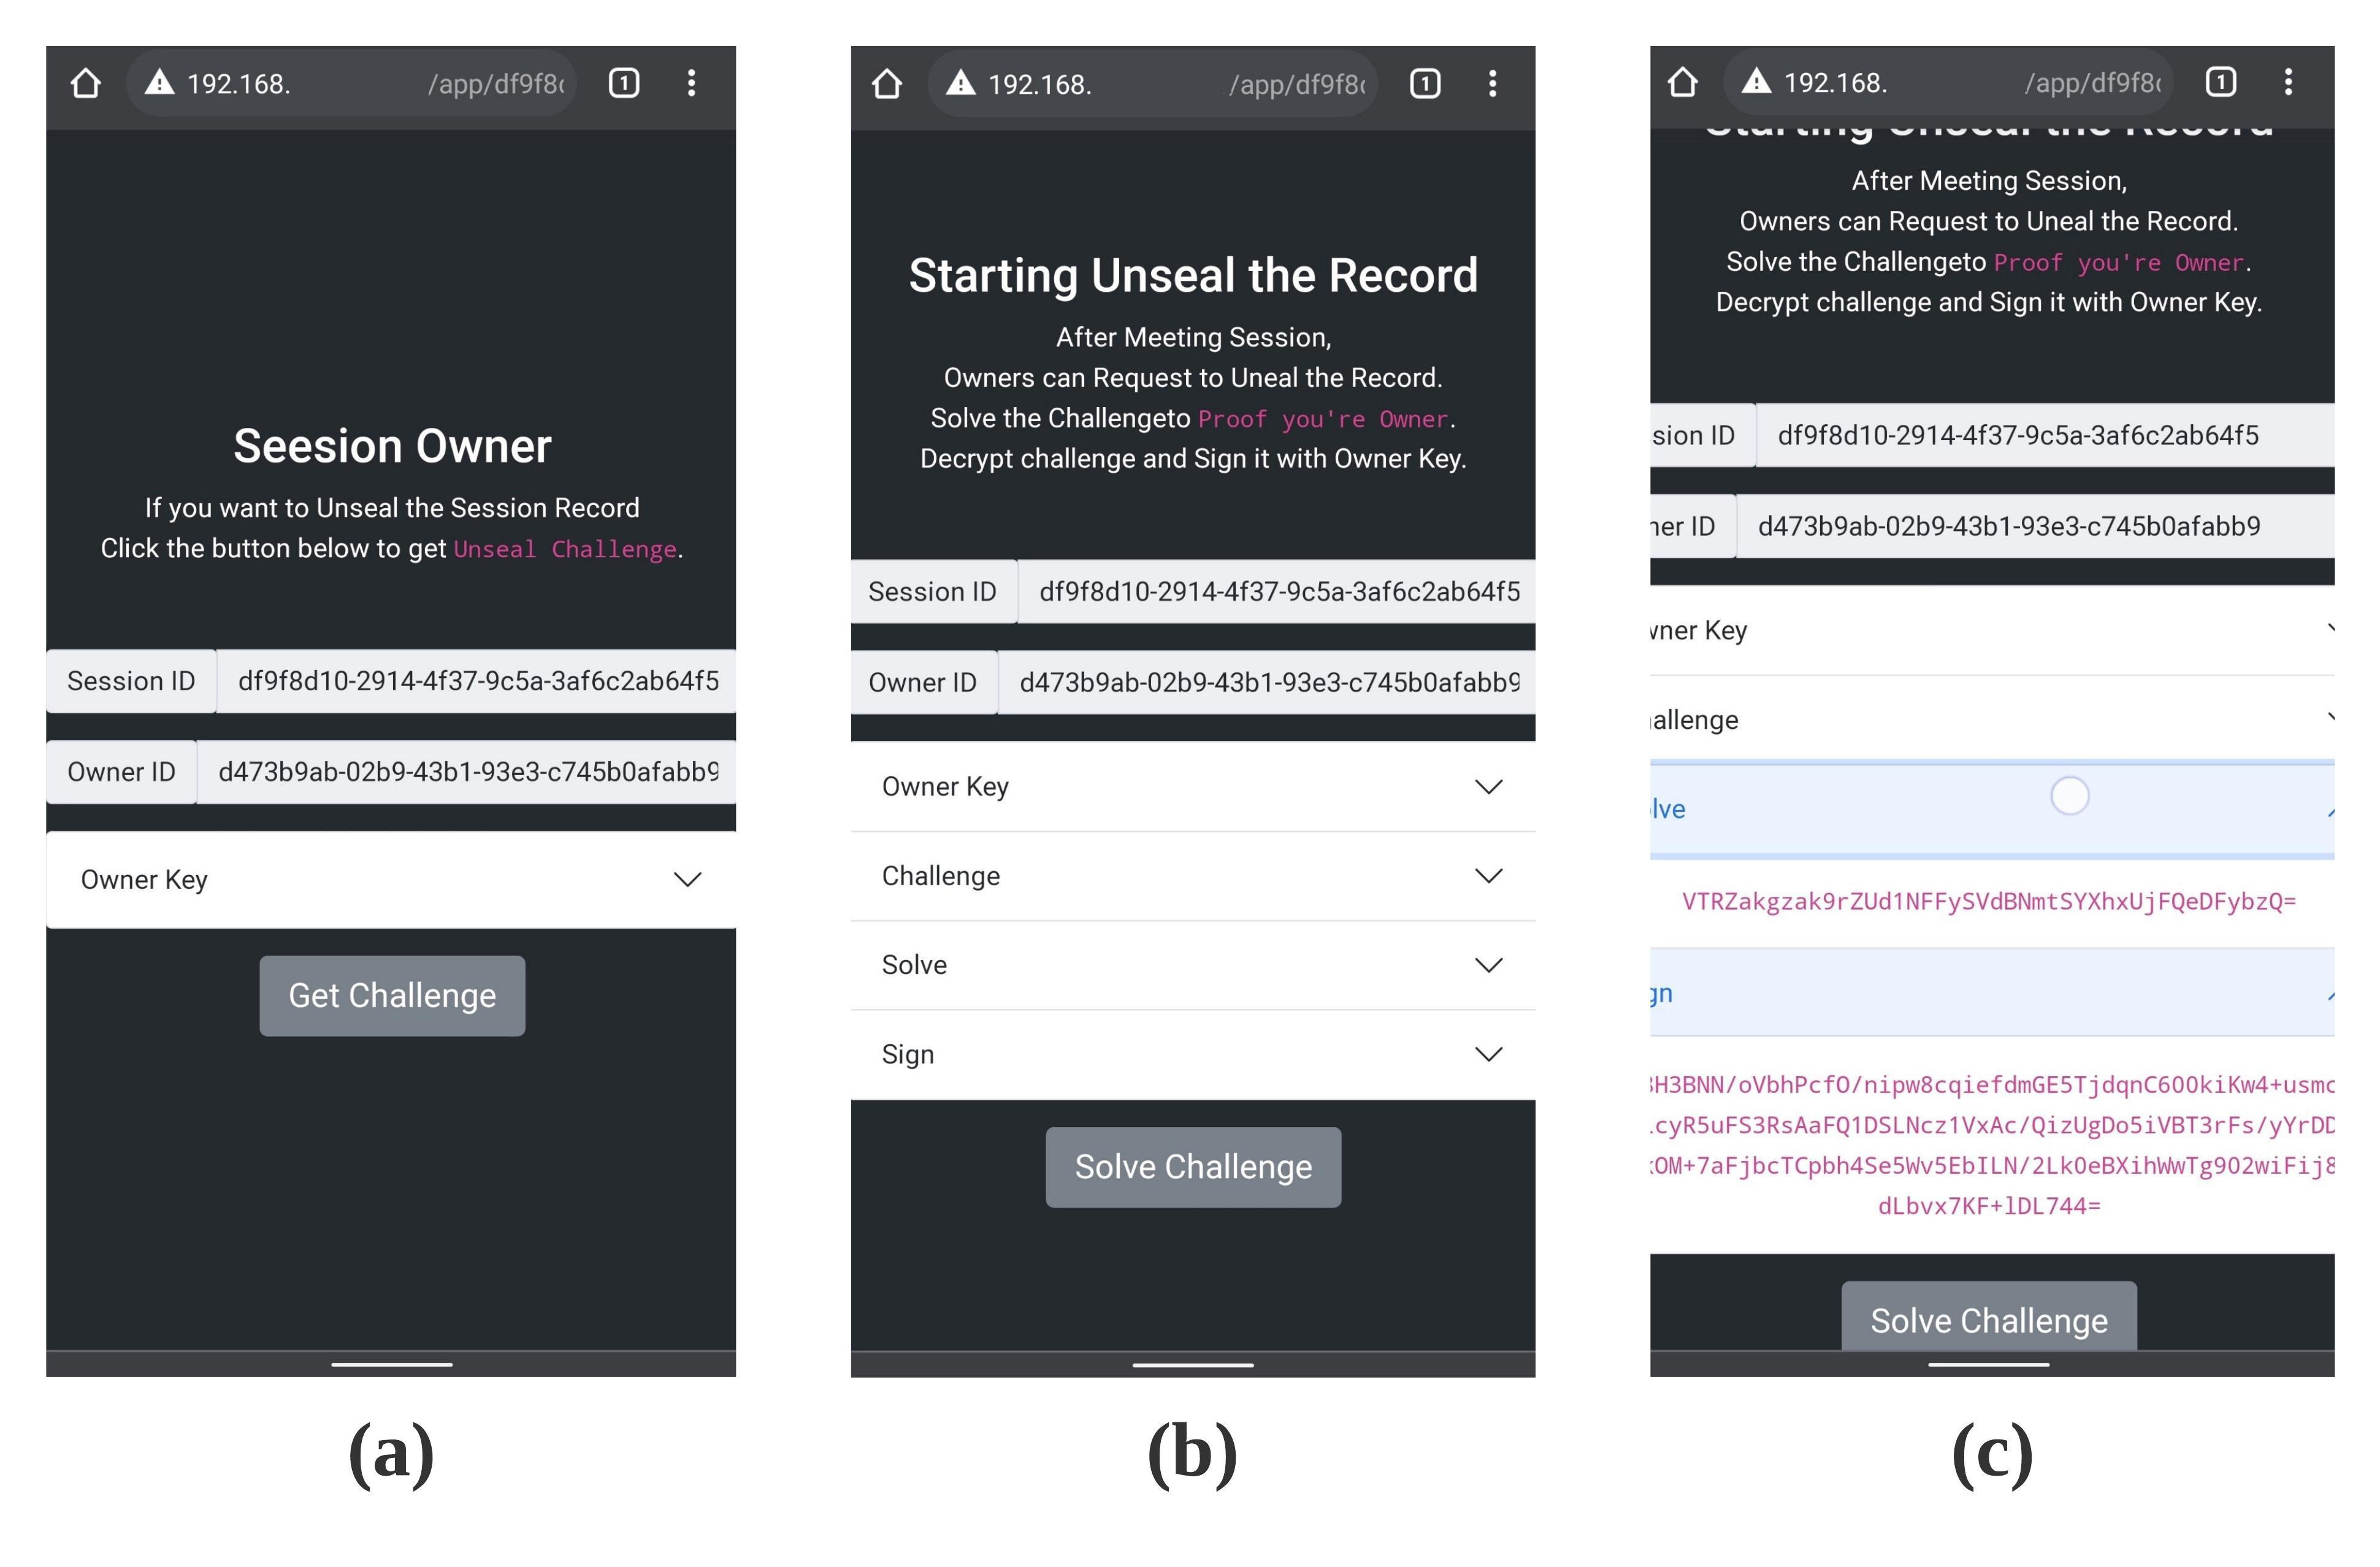 192.168. /app/df9f8
1
Seesion Owner
If you want to Unseal the Session Record
Click the button below to get Unseal Challenge.
Session ID df9f8d10-2914-4f37-9c5a-3af6c2ab64f5
Owner ID d473b9ab-02b9-43b1-93e3-c745b0afabb9
Owner Key
Get Challenge
(a)
192.168. /app/df9f8
1
Starting Unseal the Record
After Meeting Session,
Owners can Request to Uneal the Record.
Solve the Challengeto Proof you're Owner.
Decrypt challenge and Sign it with Owner Key.
Session ID df9f8d10-2914-4f37-9c5a-3af6c2ab64f5
Owner ID d473b9ab-02b9-43b1-93e3-c745b0afabb9
Owner Key
Challenge
Solve
Sign
Solve Challenge
(b)
192.168. /app/df9f8
1
Starting Unseal the Record
After Meeting Session,
Owners can Request to Uneal the Record.
Solve the Challengeto Proof you're Owner.
Decrypt challenge and Sign it with Owner Key.
sion ID df9f8d10-2914-4f37-9c5a-3af6c2ab64f5
ner ID d473b9ab-02b9-43b1-93e3-c745b0afabb9
wner Key
allenge
lve
VTRZakgzak9rZUd1NFFySVdBNmtSYXhxUjFQeDFybzQ=
gn
H3BNN/oVbhPcfO/nipw8cqiefdmGE5TjdqnC600kiKw4+usmc
cyR5uFS3RsAaFQ1DSLNcz1VxAc/QizUgDo5iVBT3rFs/yYrDD
OM+7aFjbcTCpbh4Se5Wv5EbILN/2Lk0eBXihWwTg902wiFij8
dLbvx7KF+lDL744=
Solve Challenge
(c)